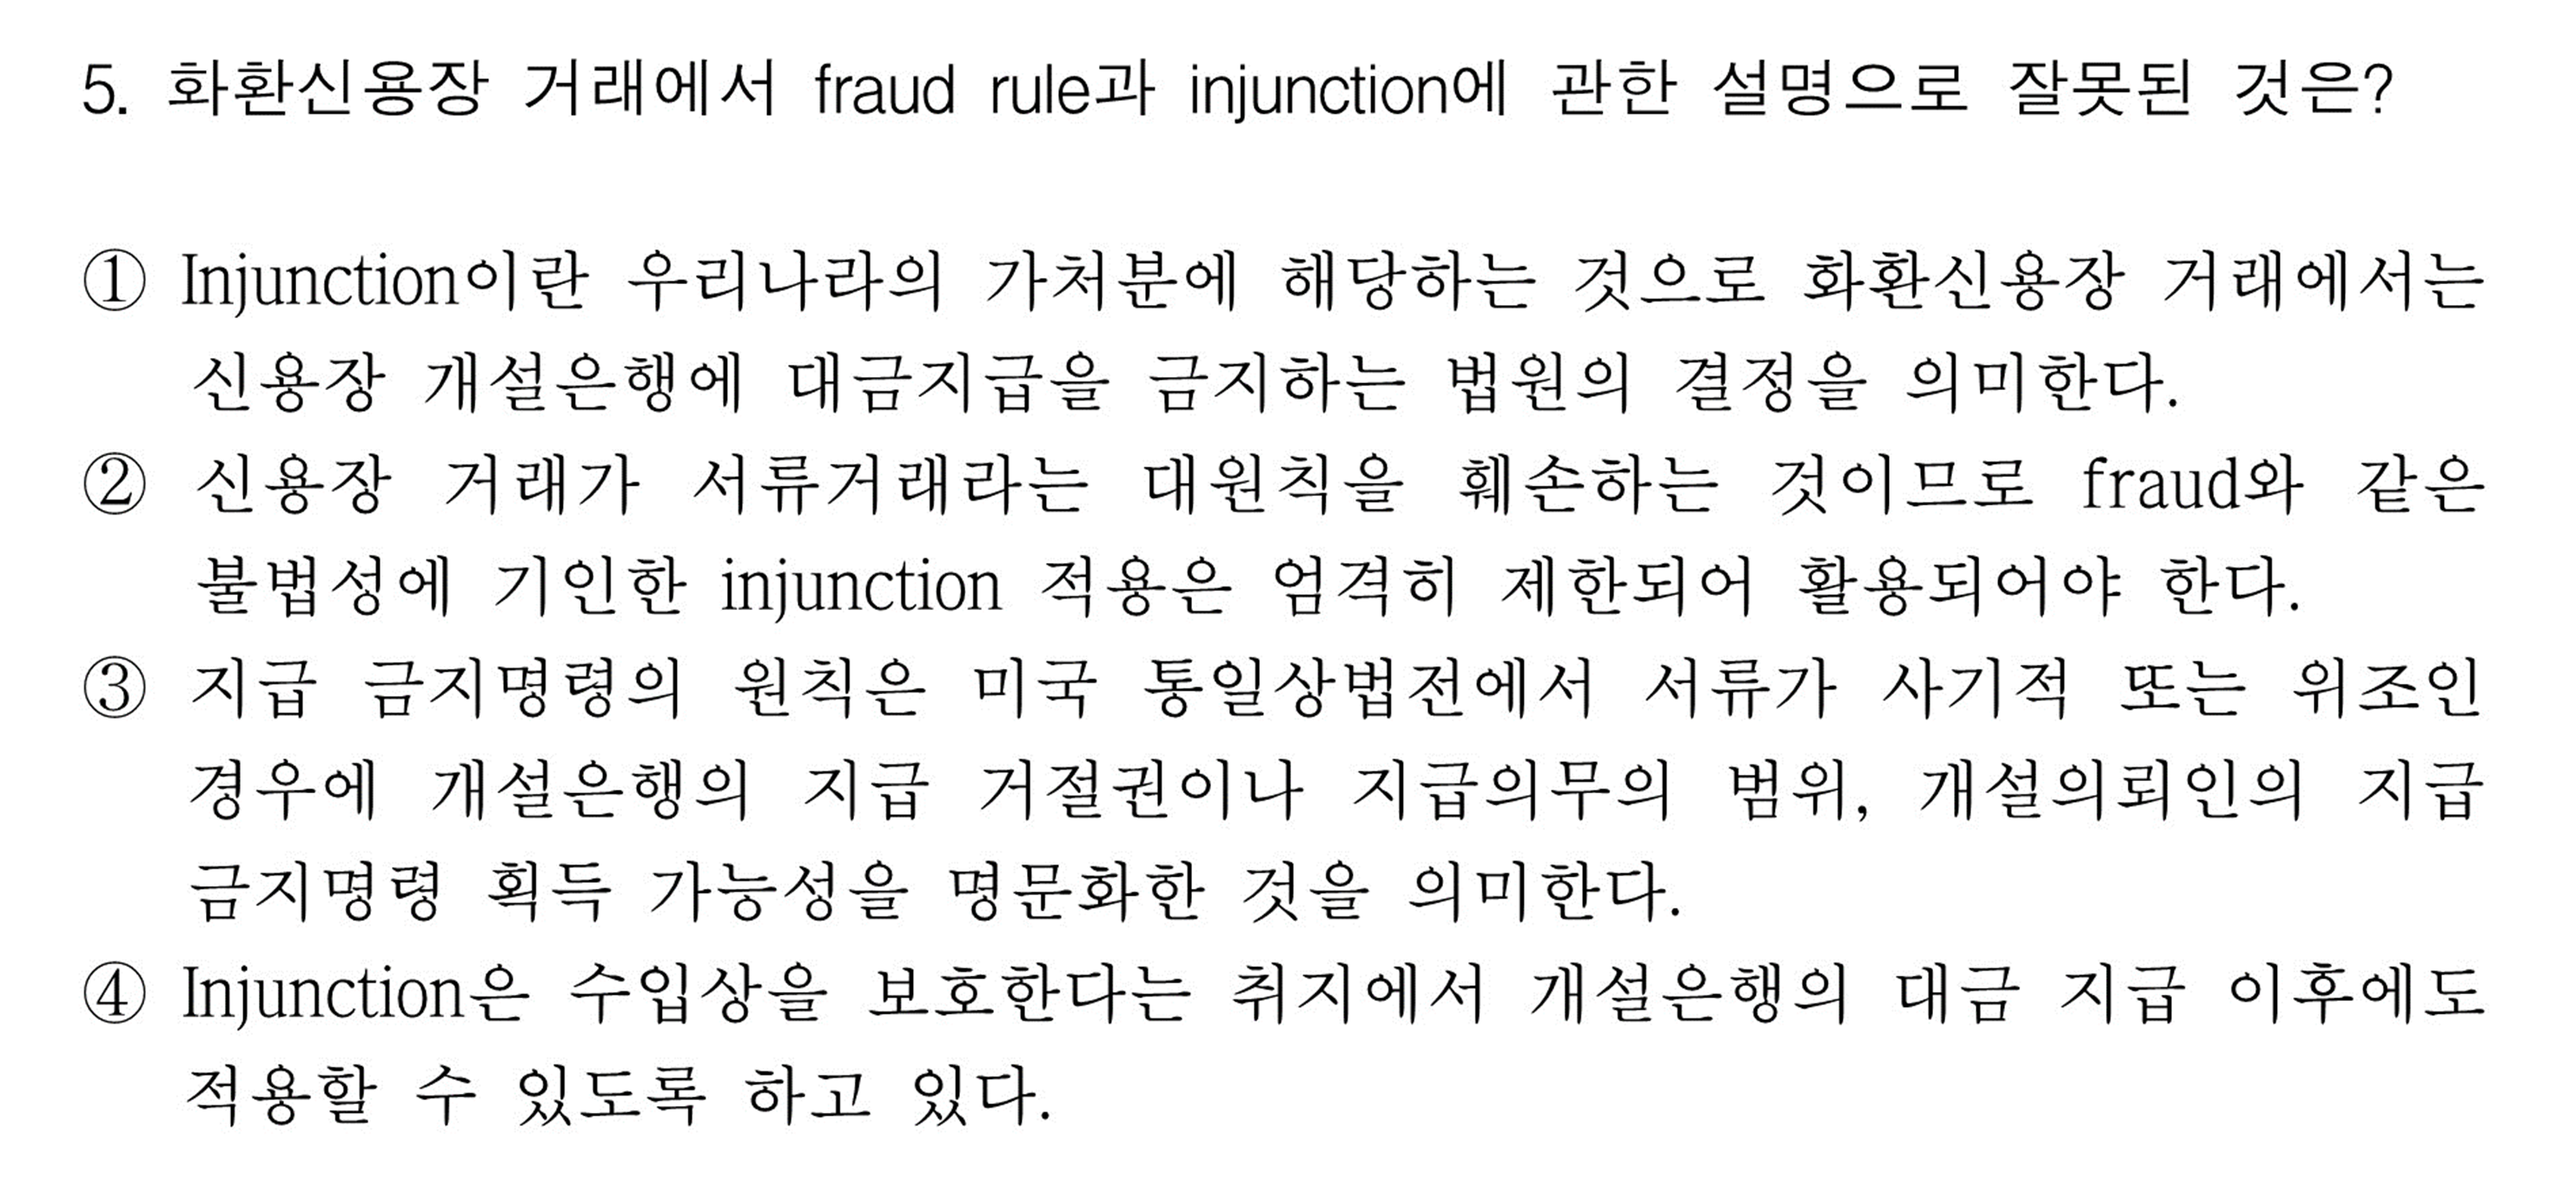 5. 화환신용장 거래에서 fraud rule과 injunction에 관한 설명으로 잘못된 것은?
① Injunction이란 우리나라의 가처분에 해당하는 것으로 화환신용장 거래에서는
신용장 개설은행에 대금지급을 금지하는 법원의 결정을 의미한다.
② 신용장 거래가 서류거래라는 대원칙을 훼손하는 것이므로 fraud와 같은
불법성에 기인한 injunction 적용은 엄격히 제한되어 활용되어야 한다.
③ 지급 금지명령의 원칙은 미국 통일상법전에서 서류가 사기적 또는 위조인
경우에 개설은행의 지급 거절권이나 지급의무의 범위, 개설의뢰인의 지급
금지명령 획득 가능성을 명문화한 것을 의미한다.
④ Injunction은 수입상을 보호한다는 취지에서 개설은행의 대금 지급 이후에도
적용할 수 있도록 하고 있다.